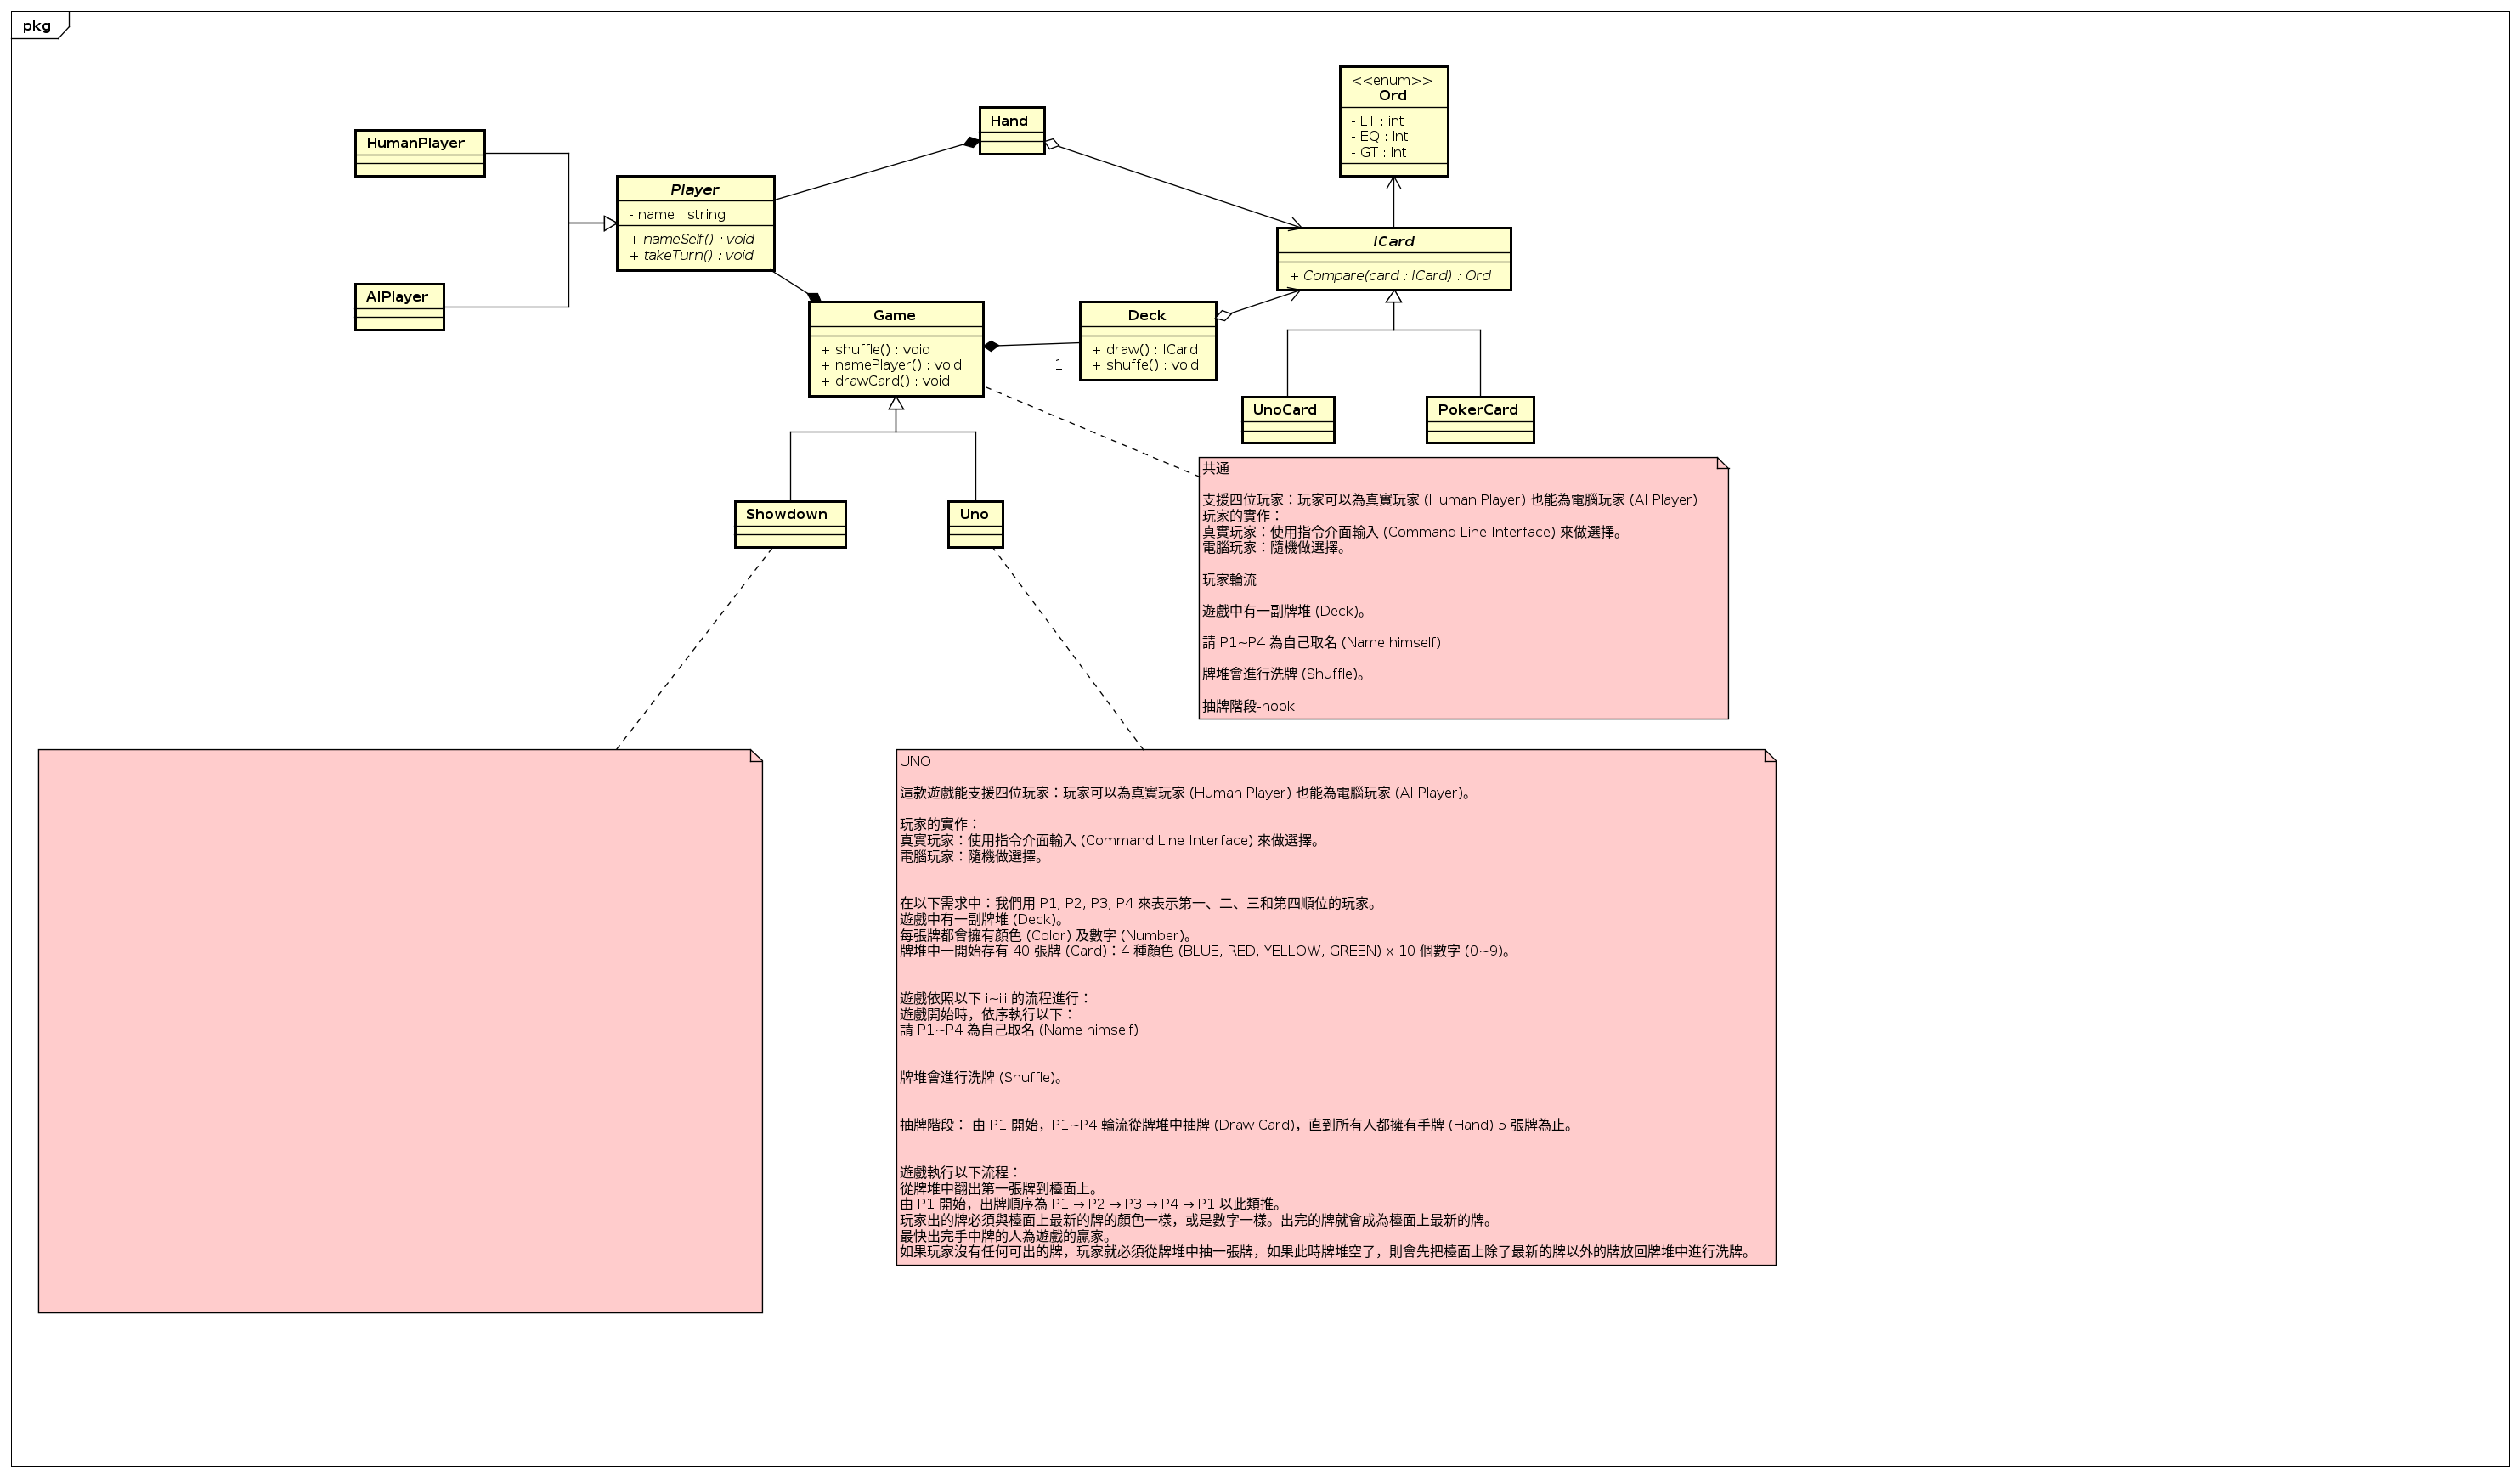 pkg
<<enum>>
Ord
- LT : int
- EQ : int
- GT : int
Hand
HumanPlayer
Player
- name : string
+ nameSelf() : void
+ takeTurn() : void
ICard
+ Compare(card : ICard) : Ord
AIPlayer
Game
+ shuffle() : void
+ namePlayer() : void
+ drawCard() : void
1
Deck
+ draw() : ICard
+ shuffe() : void
UnoCard
PokerCard
Showdown
Uno
共通
支援四位玩家：玩家可以為真實玩家 (Human Player) 也能為電腦玩家 (AI Player)
玩家的實作：
真實玩家：使用指令介面輸入 (Command Line Interface) 來做選擇。
電腦玩家：隨機做選擇。
玩家輪流
遊戲中有一副牌堆 (Deck)。
請 P1~P4 為自己取名 (Name himself)
牌堆會進行洗牌 (Shuffle)。
抽牌階段-hook
UNO
這款遊戲能支援四位玩家：玩家可以為真實玩家 (Human Player) 也能為電腦玩家 (AI Player)。
玩家的實作：
真實玩家：使用指令介面輸入 (Command Line Interface) 來做選擇。
電腦玩家：隨機做選擇。
在以下需求中：我們用 P1, P2, P3, P4 來表示第一、二、三和第四順位的玩家。
遊戲中有一副牌堆 (Deck)。
每張牌都會擁有顏色 (Color) 及數字 (Number)。
牌堆中一開始存有 40 張牌 (Card)：4 種顏色 (BLUE, RED, YELLOW, GREEN) x 10 個數字 (0~9)。
遊戲依照以下 i~iii 的流程進行：
遊戲開始時，依序執行以下：
請 P1~P4 為自己取名 (Name himself)
牌堆會進行洗牌 (Shuffle)。
抽牌階段： 由 P1 開始，P1~P4 輪流從牌堆中抽牌 (Draw Card)，直到所有人都擁有手牌 (Hand) 5 張牌為止。
遊戲執行以下流程：
從牌堆中翻出第一張牌到檯面上。
由 P1 開始，出牌順序為 P1 → P2 → P3 → P4 → P1 以此類推。
玩家出的牌必須與檯面上最新的牌的顏色一樣，或是數字一樣。出完的牌就會成為檯面上最新的牌。
最快出完手中牌的人為遊戲的贏家。
如果玩家沒有任何可出的牌，玩家就必須從牌堆中抽一張牌，如果此時牌堆空了，則會先把檯面上除了最新的牌以外的牌放回牌堆中進行洗牌。